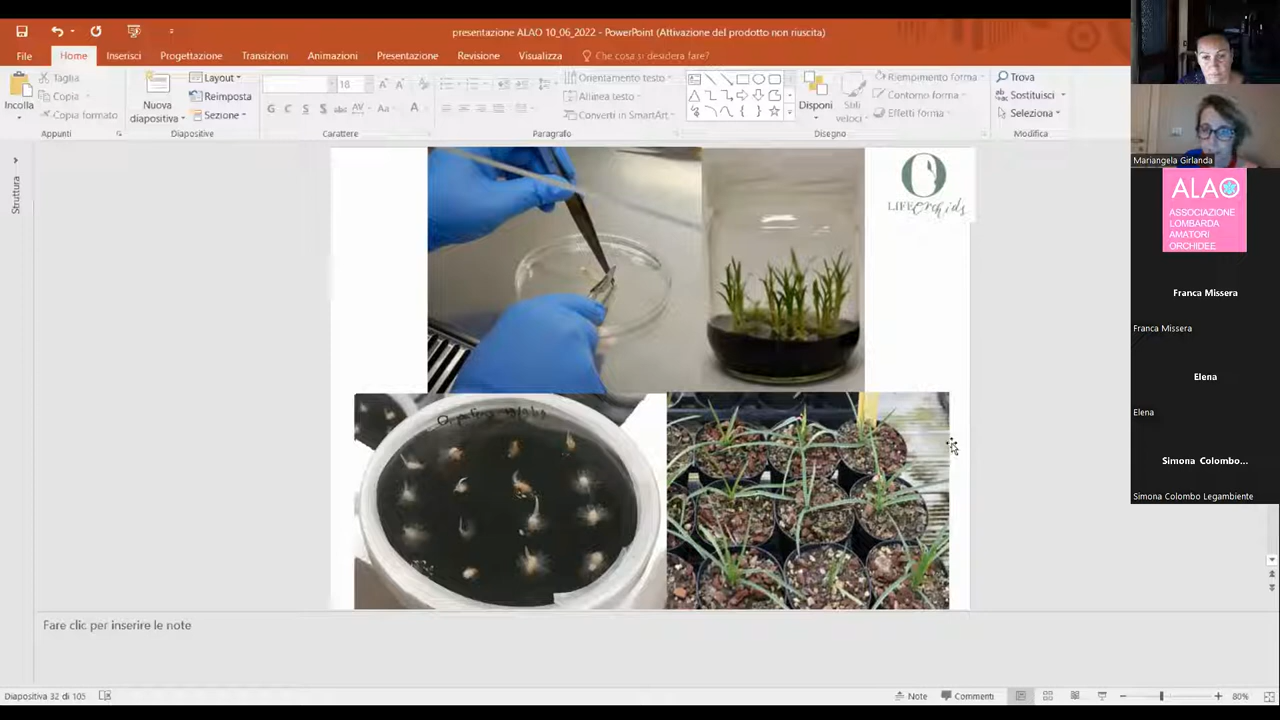 presentazione ALAO 10_06_2022 - PowerPoint (Attivazione del prodotto non riuscita)
File Home Inserisci Progettazione Transizioni Animazioni Presentazione Revisione Visualizza Che cosa si desidera fare?
Incolla
Taglia
Copia
Copia formato
Appunti
Nuova
diapositiva
Layout
Reimposta
Sezione
Diapositive
18
G C S S abc AV Aa A
Carattere
Orientamento testo
Allinea testo
Converti in SmartArt
Paragrafo
Disponi
Stili
veloci
Riempimento forma
Contorno forma
Effetti forma
Disegno
Trova
Sostituisci
Seleziona
Modifica
Struttura
LIFE Orchids
Mariangela Girlanda
ALAO
ASSOCIAZIONE
LOMBARDA
AMATORI
ORCHIDEE
Franca Missera
Franca Missera
Elena
Elena
Simona Colombo...
Simona Colombo Legambiente
Fare clic per inserire le note
Diapositiva 32 di 105
Note Commenti 80%